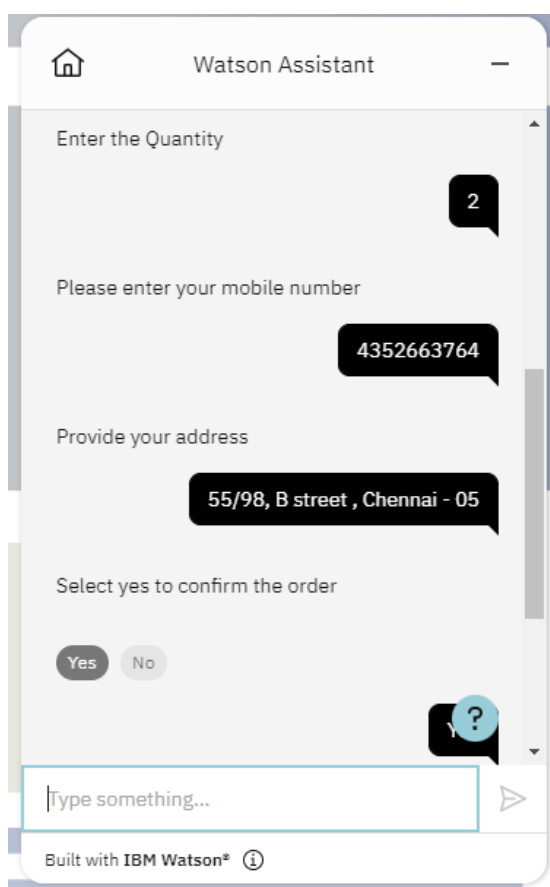 Watson Assistant
Enter the Quantity
2
Please enter your mobile number
4352663764
Provide your address
55/98, B street , Chennai - 05
Select yes to confirm the order
Yes No
?
Type something...
Built with IBM Watson®